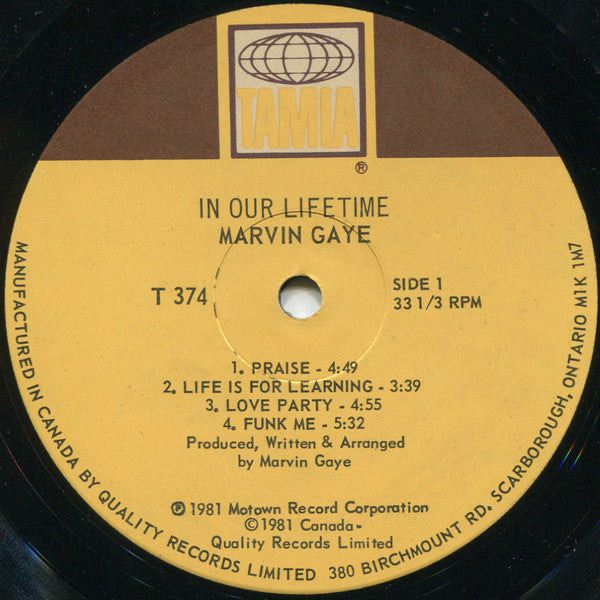 TAMLA
®
IN OUR LIFETIME
MARVIN GAYE
T 374
SIDE 1
33 1/3 RPM
1. PRAISE - 4:49
2. LIFE IS FOR LEARNING - 3:39
3. LOVE PARTY - 4:55
4. FUNK ME - 5:32
Produced, Written & Arranged
by Marvin Gaye
℗ 1981 Motown Record Corporation
© 1981 Canada-
Quality Records Limited
MANUFACTURED IN CANADA BY QUALITY RECORDS LIMITED 380 BIRCHMOUNT RD. SCARBOROUGH, ONTARIO M1K 1M7